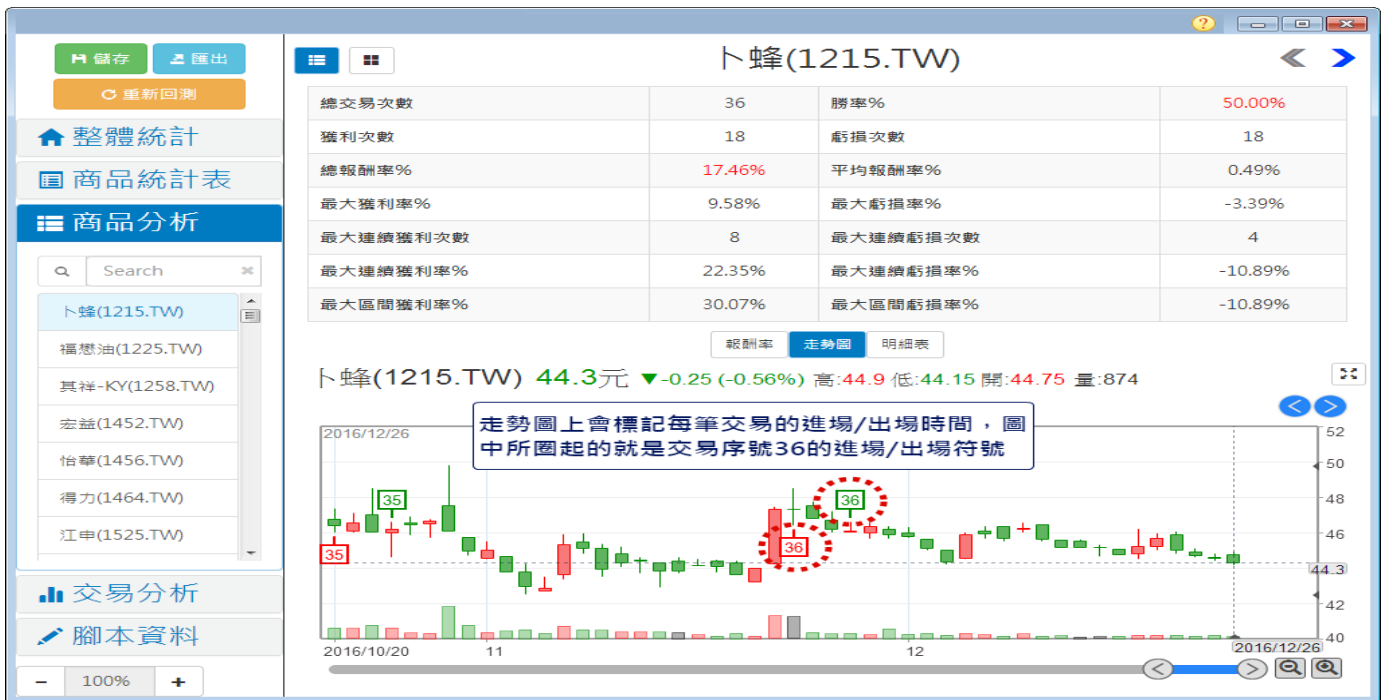 ?
儲存 匯出
重新回測
整體統計
商品統計表
商品分析
Search
卜蜂(1215.TW)
福懋油(1225.TW)
其祥-KY(1258.TW)
宏益(1452.TW)
怡華(1456.TW)
得力(1464.TW)
江申(1525.TW)
交易分析
腳本資料
- 100% +
卜蜂(1215.TW)
總交易次數 36 勝率% 50.00%
獲利次數 18 虧損次數 18
總報酬率% 17.46% 平均報酬率% 0.49%
最大獲利率% 9.58% 最大虧損率% -3.39%
最大連續獲利次數 8 最大連續虧損次數 4
最大連續獲利率% 22.35% 最大連續虧損率% -10.89%
最大區間獲利率% 30.07% 最大區間虧損率% -10.89%
報酬率 走勢圖 明細表
卜蜂(1215.TW) 44.3元 ▼-0.25 (-0.56%) 高:44.9 低:44.15 開:44.75 量:874
走勢圖上會標記每筆交易的進場/出場時間，圖
中所圈起的就是交易序號36的進場/出場符號
2016/12/26
52
50
48
46
44.3
42
40
35
35
36
36
2016/10/20 11 12 2016/12/26